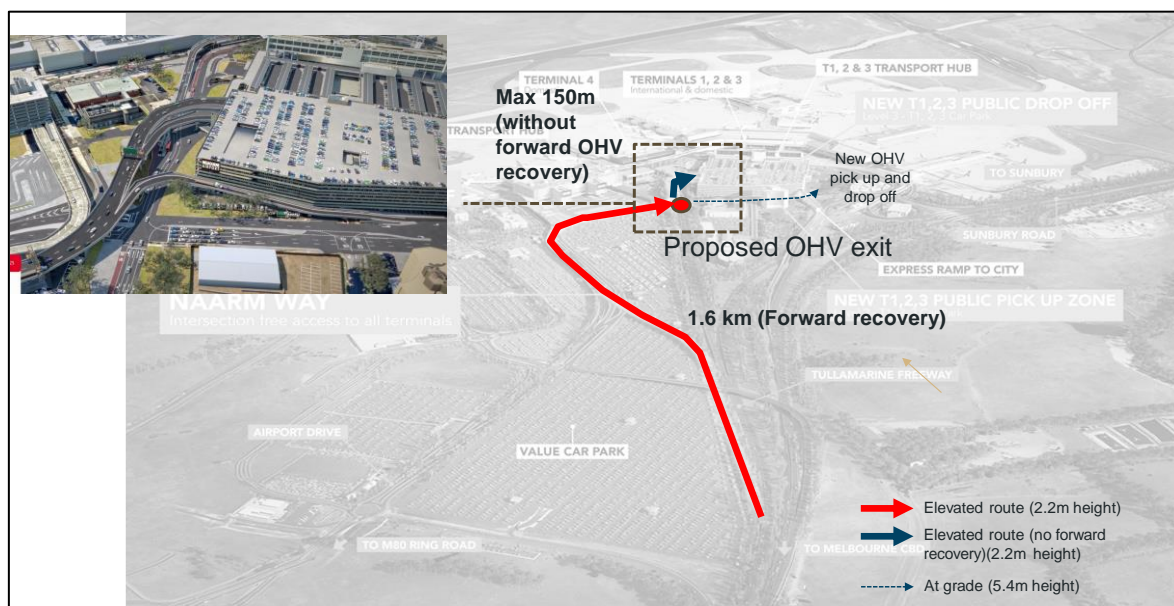 TERMINAL 4
TERMINALS 1, 2 & 3
International & domestic
T1, 2 & 3 TRANSPORT HUB
Max 150m
(without
forward OHV
recovery)
TRANSPORT HUB
NEW T1,2,3 PUBLIC DROP OFF
New OHV
pick up and
drop off
TO SUNBURY
SUNBURY ROAD
Proposed OHV exit
EXPRESS RAMP TO CITY
NAARM WAY
Intersection free access to all terminals
NEW T1,2,3 PUBLIC PICK UP ZONE
1.6 km (Forward recovery)
TULLAMARINE FREEWAY
AIRPORT DRIVE
VALUE CAR PARK
TO M80 RING ROAD
TO MELBOURNE CBD
Elevated route (2.2m height)
Elevated route (no forward
recovery)(2.2m height)
At grade (5.4m height)